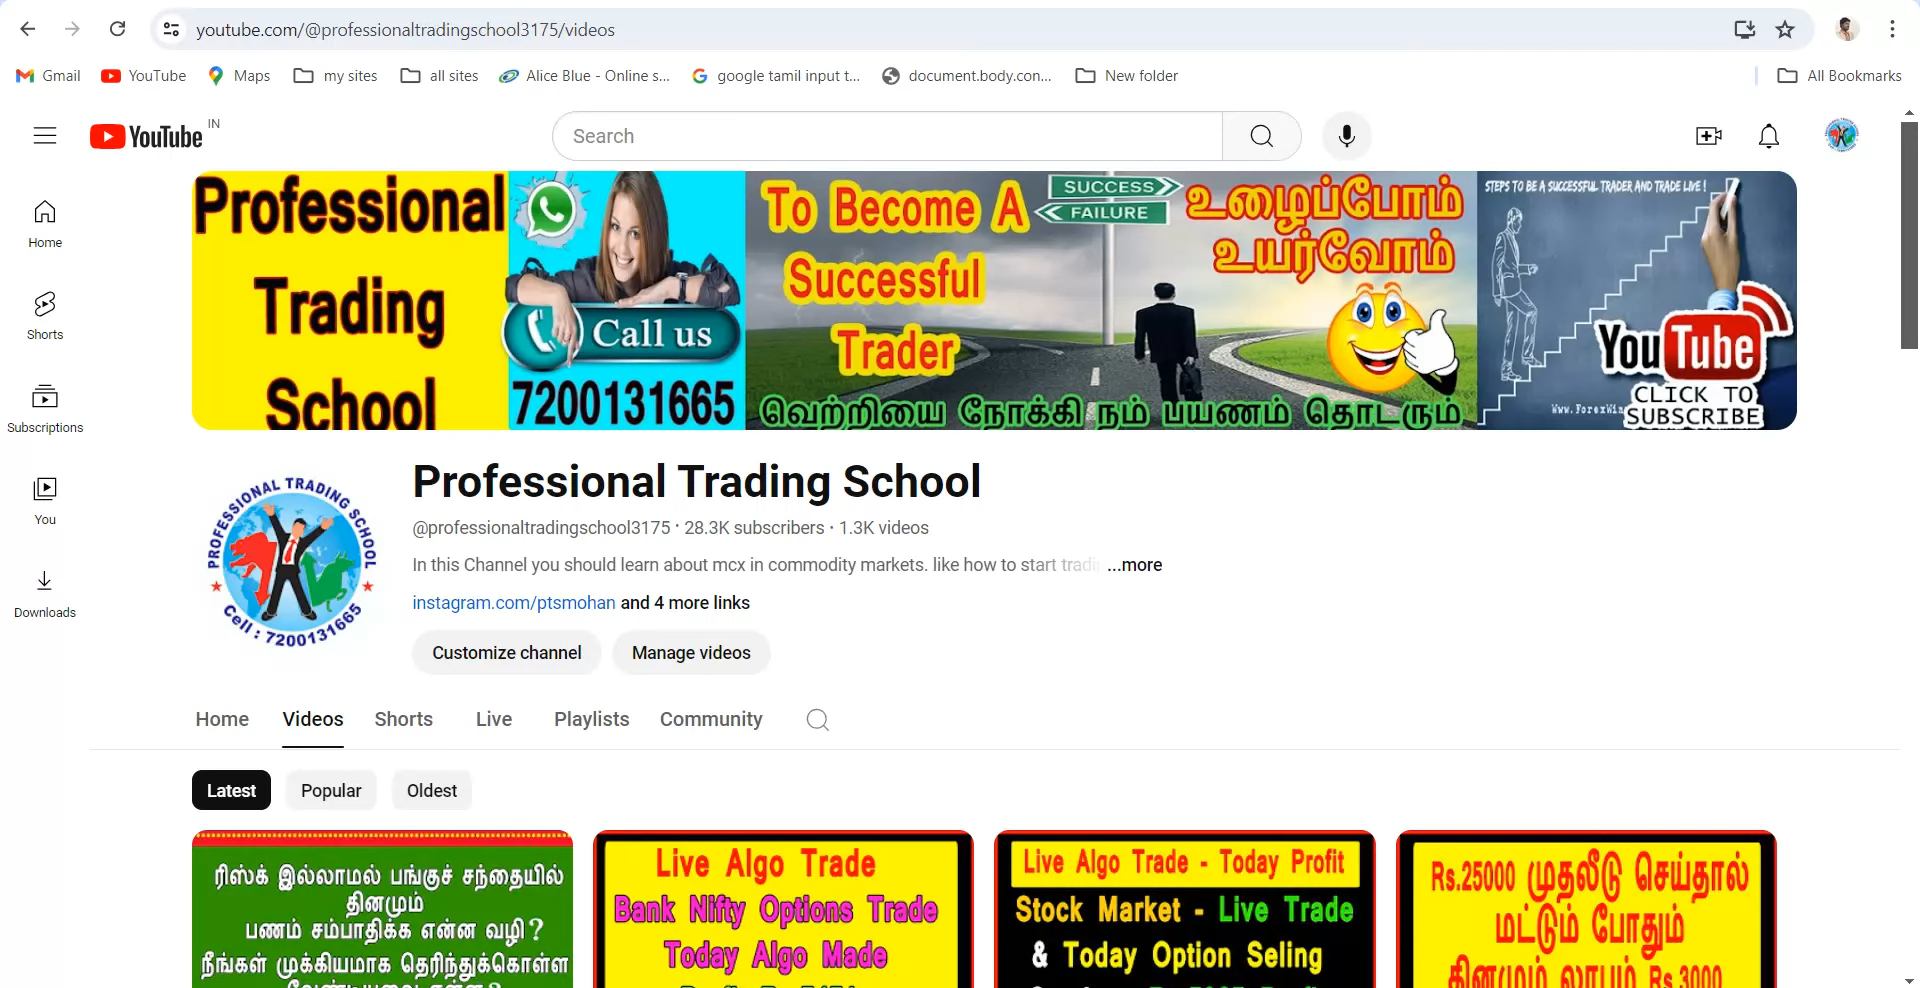 youtube.com/@professionaltradingschool3175/videos
Gmail YouTube Maps my sites all sites Alice Blue - Online s... google tamil input t... document.body.con... New folder All Bookmarks
YouTube IN
Search
Home
Shorts
Subscriptions
You
Downloads
Professional
Trading
School
Call us
7200131665
To Become A
Successful
Trader
SUCCESS
FAILURE
உழைப்போம்
உயர்வோம்
வெற்றியை நோக்கி நம் பயணம் தொடரும்
STEPS TO BE A SUCCESSFUL TRADER AND TRADE LIVE !
YouTube
CLICK TO
SUBSCRIBE
PROFESSIONAL TRADING SCHOOL
Cell : 7200131665
Professional Trading School
@professionaltradingschool3175 · 28.3K subscribers · 1.3K videos
In this Channel you should learn about mcx in commodity markets. like how to start tradi ...more
instagram.com/ptsmohan and 4 more links
Customize channel Manage videos
Home Videos Shorts Live Playlists Community
Latest Popular Oldest
ரிஸ்க் இல்லாமல் பங்குச் சந்தையில்
தினமும்
பணம் சம்பாதிக்க என்ன வழி?
நீங்கள் முக்கியமாக தெரிந்துக்கொள்ள
Live Algo Trade
Bank Nifty Options Trade
Today Algo Made
Live Algo Trade - Today Profit
Stock Market - Live Trade
& Today Option Seling
Rs.25000 முதலீடு செய்தால்
மட்டும் போதும்
தினமும் லாபம் Rs 3000